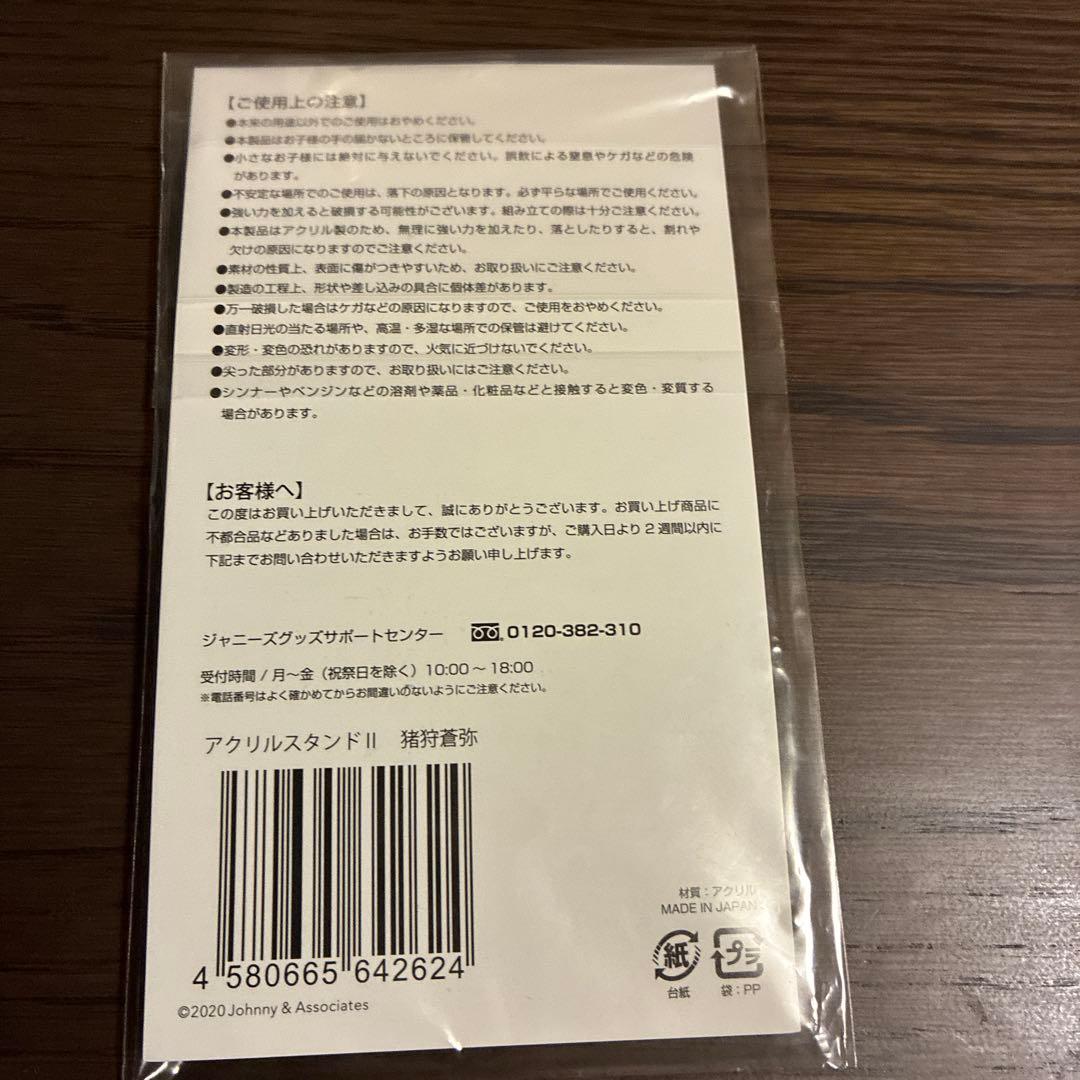 【ご使用上の注意】
●本来の用途以外でのご使用はおやめください。
●本製品はお子様の手の届かないところに保管してください。
●小さなお子様には絶対に与えないでください。誤飲による窒息やケガなどの危険
があります。
●不安定な場所でのご使用は、落下の原因となります。必ず平らな場所でご使用ください。
●強い力を加えると破損する可能性がございます。組み立ての際は十分ご注意ください。
●本製品はアクリル製のため、無理に強い力を加えたり、落としたりすると、割れや
欠けの原因になりますのでご注意ください。
●素材の性質上、表面に傷がつきやすいため、お取り扱いにご注意ください。
●製造の工程上、形状や差し込みの具合に個体差があります。
●万一破損した場合はケガなどの原因になりますので、ご使用をおやめください。
●直射日光の当たる場所や、高温・多湿な場所での保管は避けてください。
●変形・変色の恐れがありますので、火気に近づけないでください。
●尖った部分がありますので、お取り扱いにはご注意ください。
●シンナーやベンジンなどの溶剤や薬品・化粧品などと接触すると変色・変質する
場合があります。
【お客様へ】
この度はお買い上げいただきまして、誠にありがとうございます。お買い上げ商品に
不都合品などありました場合は、お手数ではございますが、ご購入日より2週間以内に
下記までお問い合わせいただきますようお願い申し上げます。
ジャニーズグッズサポートセンター 0120-382-310
受付時間 / 月〜金（祝祭日を除く）10:00〜18:00
※電話番号はよく確かめてからお間違いのないようにご注意ください。
アクリルスタンドⅡ 猪狩蒼弥
4 580665 642624
©2020 Johnny & Associates
材質：アクリル
MADE IN JAPAN
紙
プラ
台紙
袋：PP